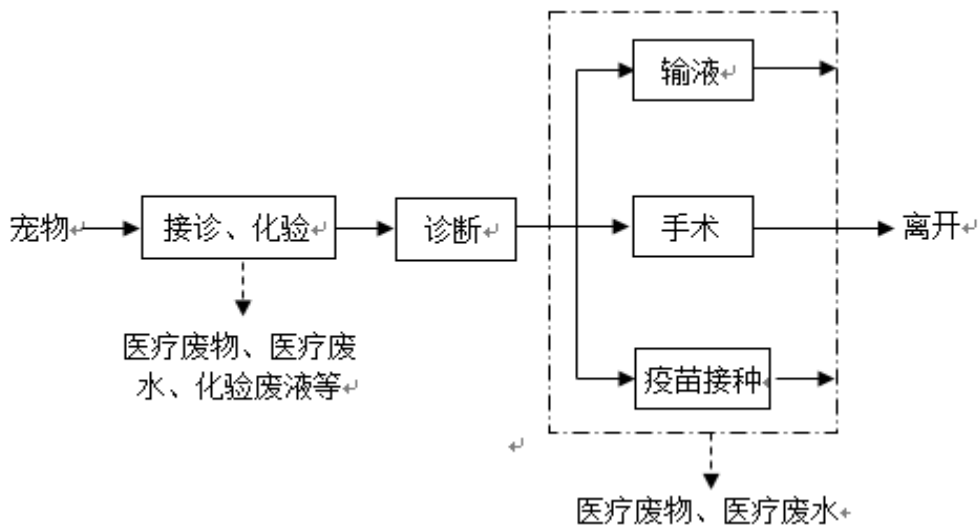 输液
宠物
接诊、化验
诊断
手术
离开
医疗废物、医疗废
水、化验废液等
疫苗接种
医疗废物、医疗废水